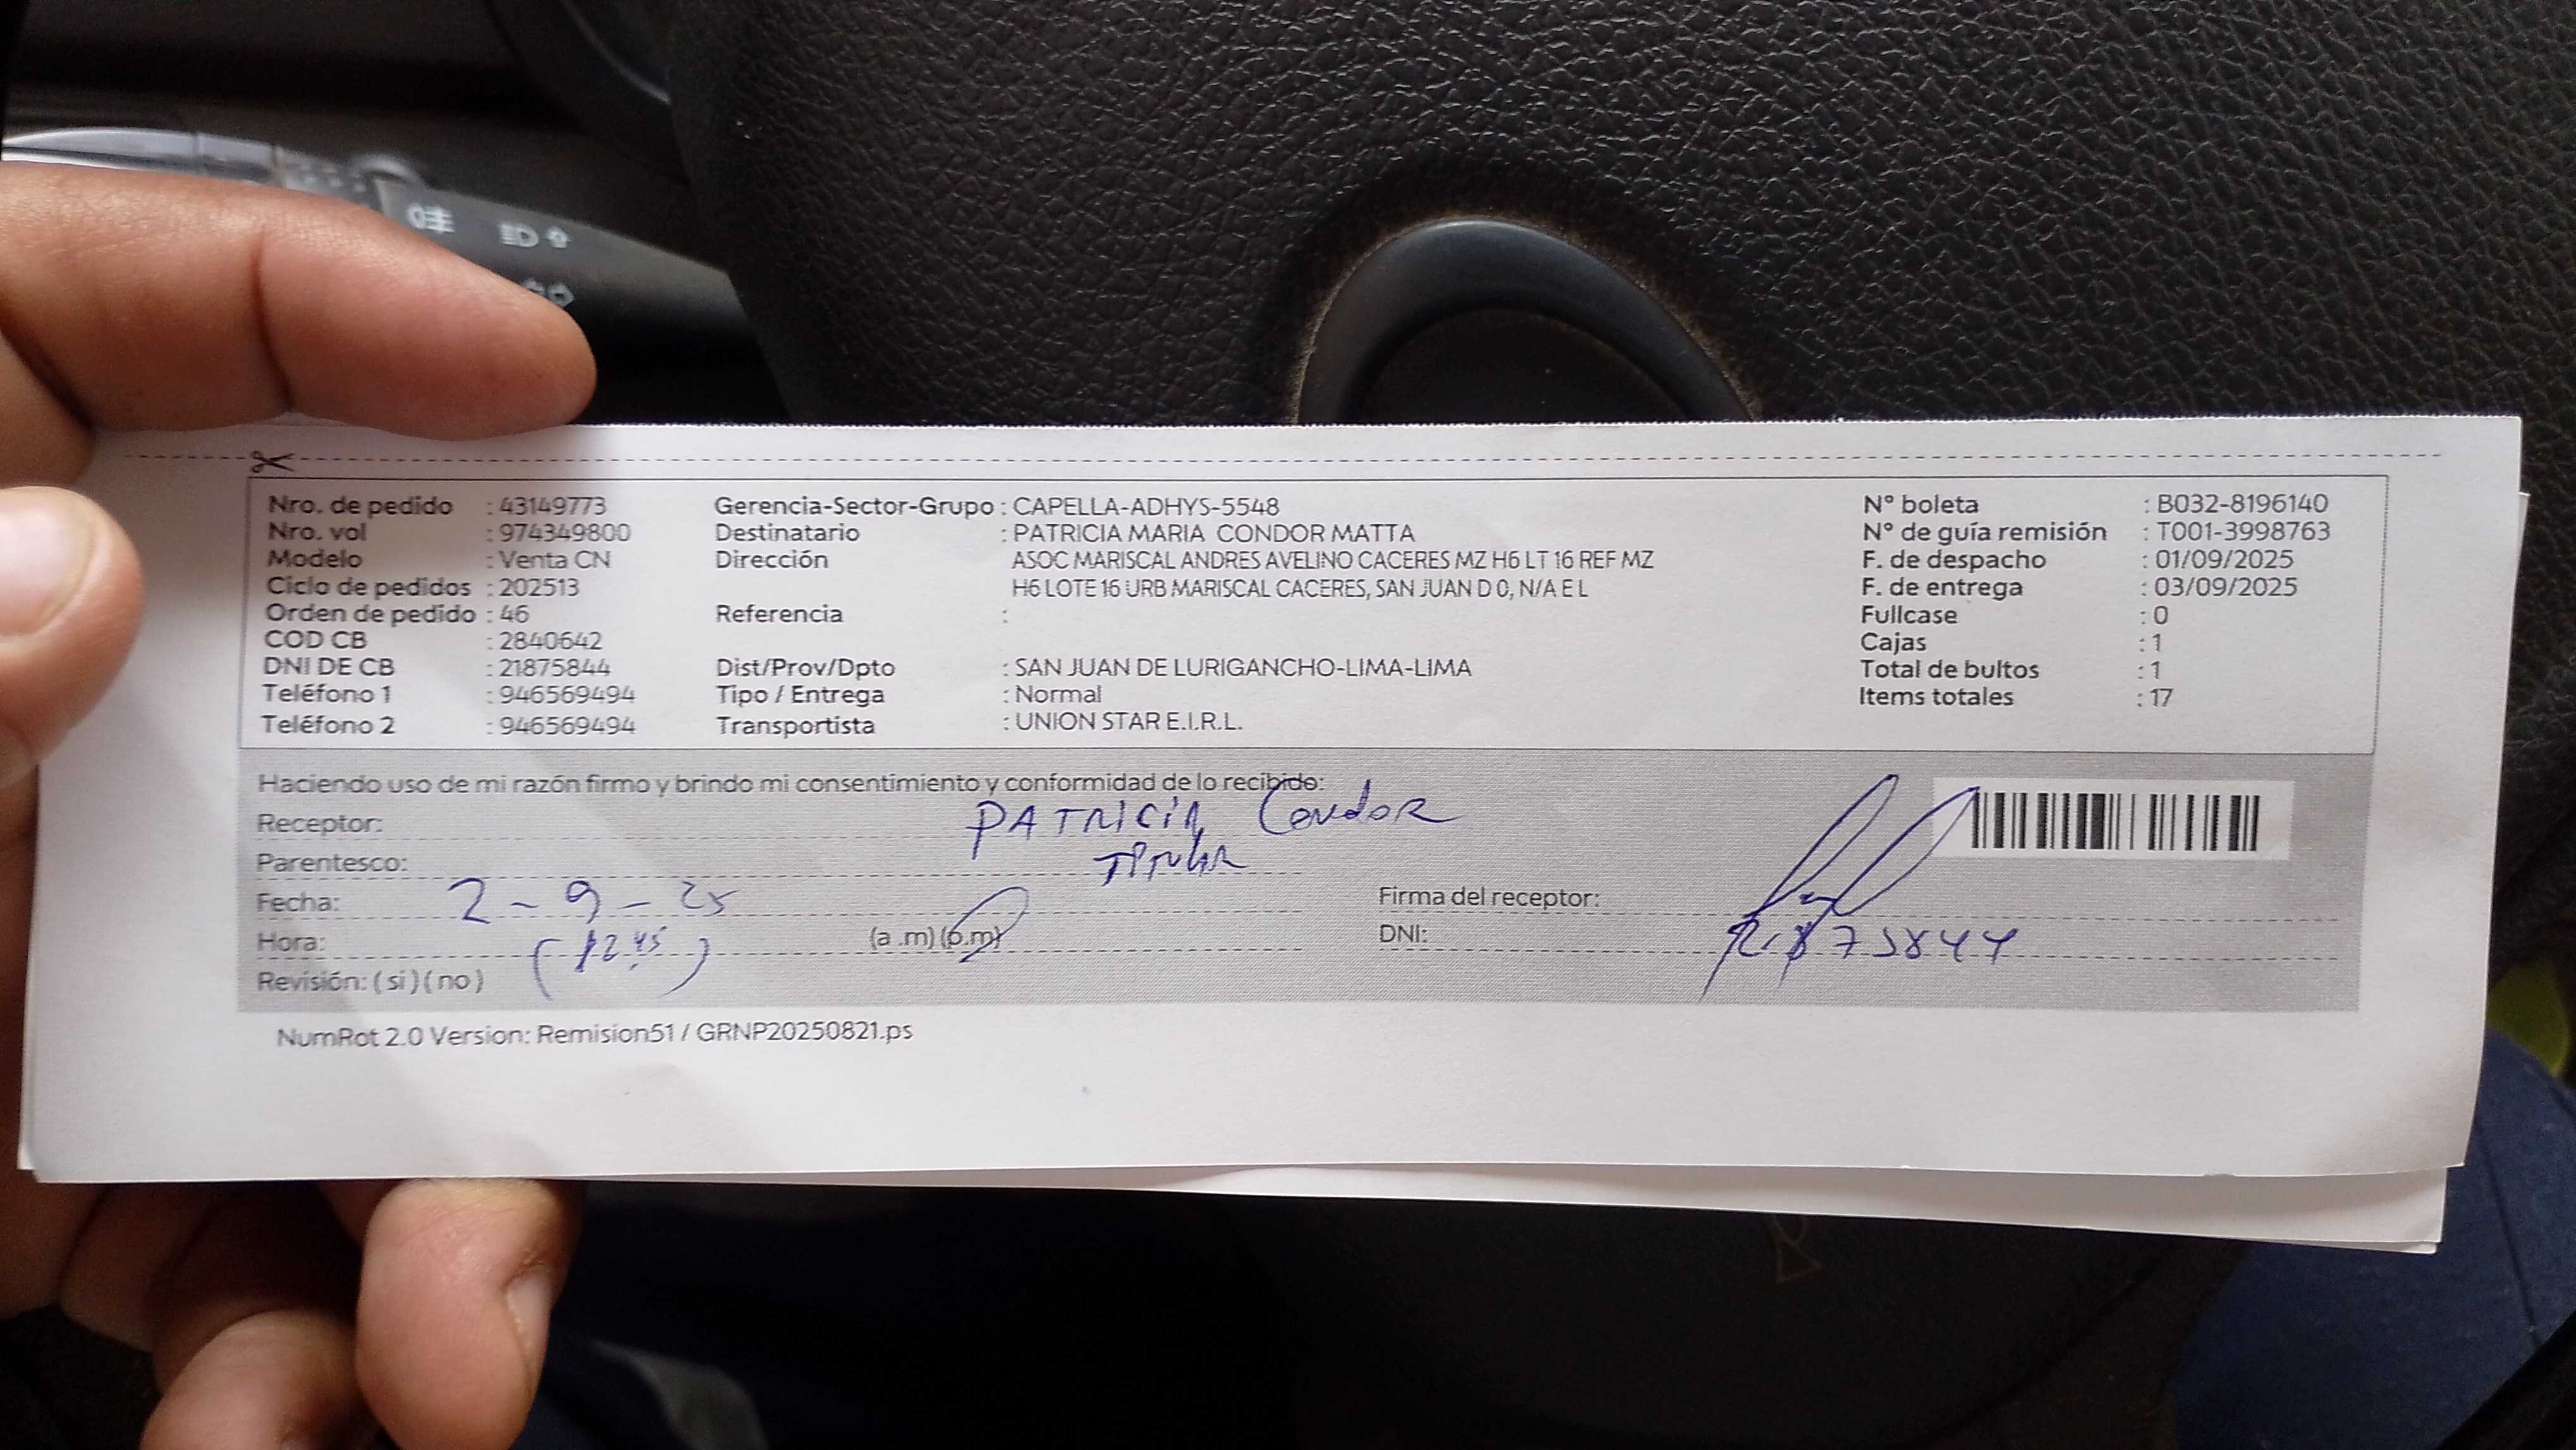 Nro. de pedido : 43149773 Gerencia-Sector-Grupo : CAPELLA-ADHYS-5548 N° boleta : B032-8196140
Nro. vol : 974349800 Destinatario : PATRICIA MARIA CONDOR MATTA N° de guía remisión : T001-3998763
Modelo : Venta CN Dirección ASOC MARISCAL ANDRES AVELINO CACERES MZ H6 LT 16 REF MZ F. de despacho : 01/09/2025
Ciclo de pedidos : 202513 H6 LOTE 16 URB MARISCAL CACERES, SAN JUAN D 0, N/A E L F. de entrega : 03/09/2025
Orden de pedido : 46 Referencia : Fullcase : 0
COD CB : 2840642 Cajas : 1
DNI DE CB : 21875844 Dist/Prov/Dpto : SAN JUAN DE LURIGANCHO-LIMA-LIMA Total de bultos : 1
Teléfono 1 : 946569494 Tipo / Entrega : Normal Items totales : 17
Teléfono 2 : 946569494 Transportista : UNION STAR E.I.R.L.
Haciendo uso de mi razón firmo y brindo mi consentimiento y conformidad de lo recibido:
Receptor: PATRICIA Condor
Parentesco: TITULAR
Fecha: 2 - 9 - 25 Firma del receptor:
Hora: (12:45) (a .m) (p.m) DNI: 21875844
Revisión: ( si ) ( no )
NumRot 2.0 Version: Remision51 / GRNP20250821.ps